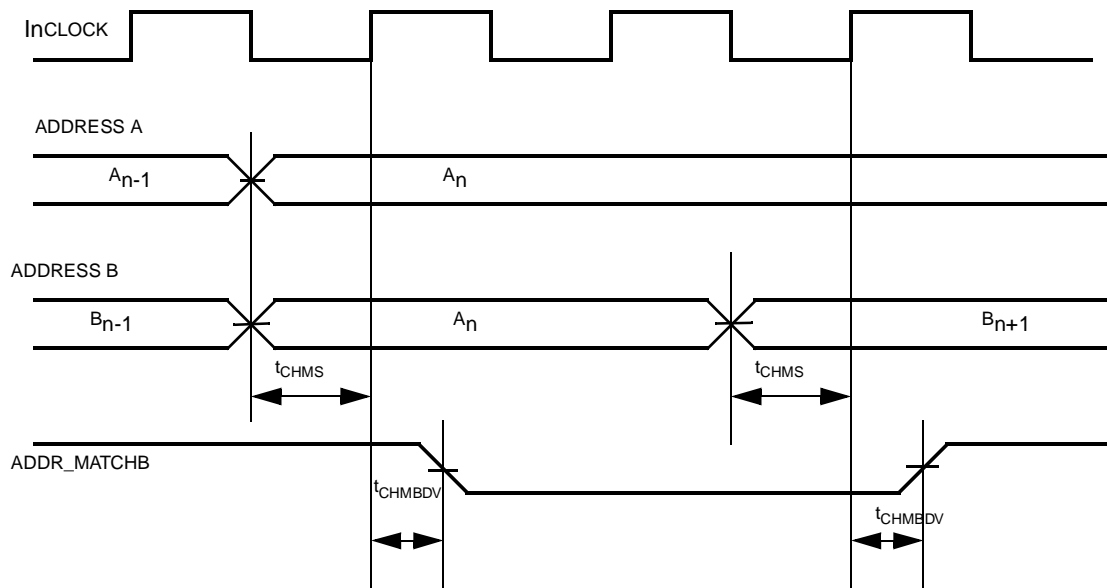 InCLOCK
ADDRESS A
An-1 An
ADDRESS B
Bn-1 An Bn+1
tCHMS tCHMS
ADDR_MATCHB
tCHMBDV
tCHMBDV